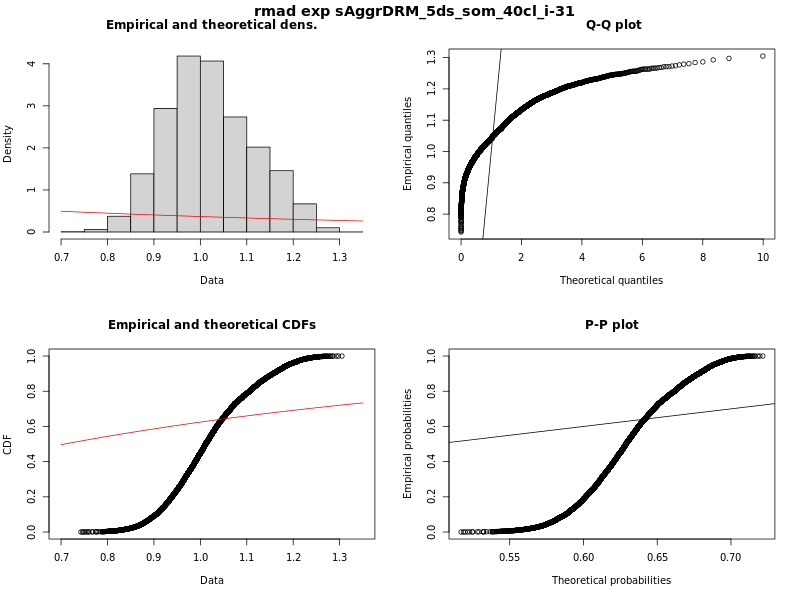 rmad exp sAggrDRM_5ds_som_40cl_i-31
Empirical and theoretical dens.
Density
0 1 2 3 4
0.7 0.8 0.9 1.0 1.1 1.2 1.3
Data
Q-Q plot
Empirical quantiles
0.8 0.9 1.0 1.1 1.2 1.3
0 2 4 6 8 10
Theoretical quantiles
Empirical and theoretical CDFs
CDF
0.0 0.2 0.4 0.6 0.8 1.0
0.7 0.8 0.9 1.0 1.1 1.2 1.3
Data
P-P plot
Empirical probabilities
0.0 0.2 0.4 0.6 0.8 1.0
0.55 0.60 0.65 0.70
Theoretical probabilities